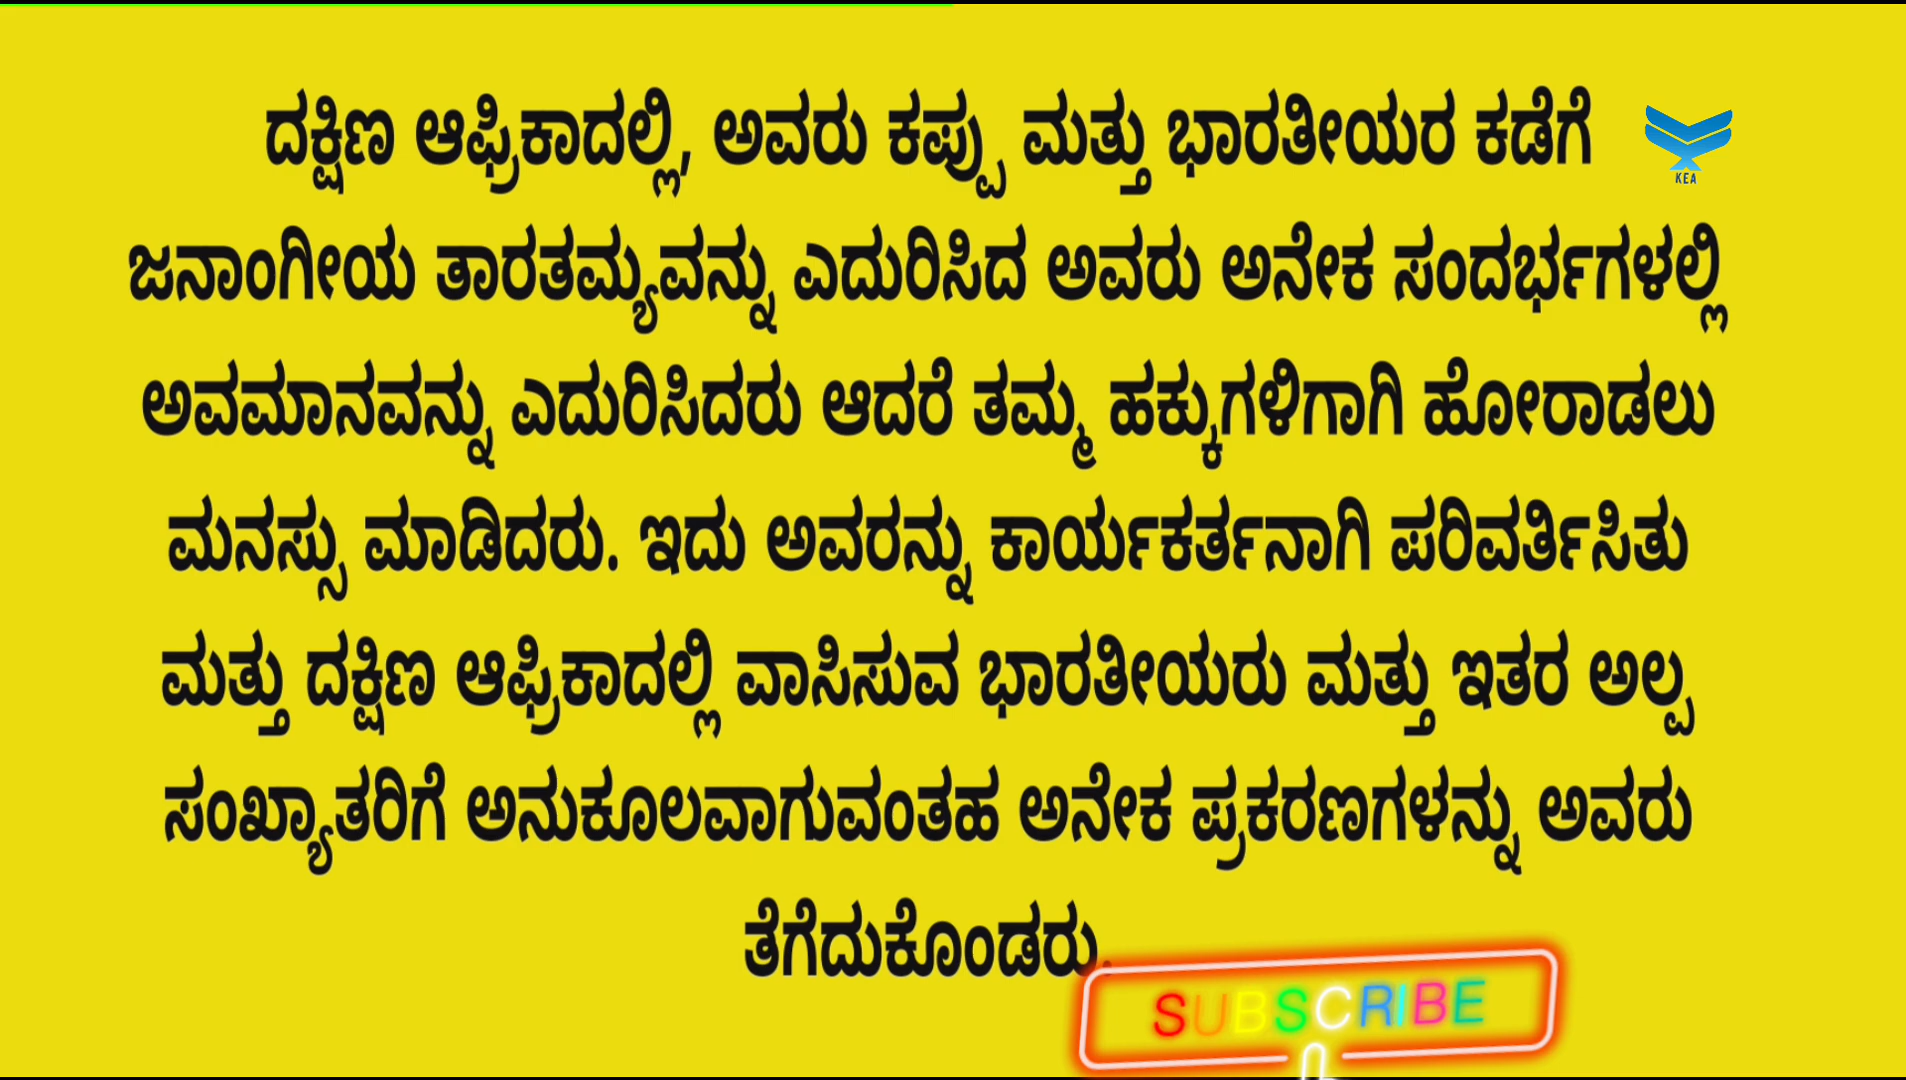 ದಕ್ಷಿಣ ಆಫ್ರಿಕಾದಲ್ಲಿ, ಅವರು ಕಪ್ಪು ಮತ್ತು ಭಾರತೀಯರ ಕಡೆಗೆ
KEA
ಜನಾಂಗೀಯ ತಾರತಮ್ಯವನ್ನು ಎದುರಿಸಿದ ಅವರು ಅನೇಕ ಸಂದರ್ಭಗಳಲ್ಲಿ
ಅವಮಾನವನ್ನು ಎದುರಿಸಿದರು ಆದರೆ ತಮ್ಮ ಹಕ್ಕುಗಳಿಗಾಗಿ ಹೋರಾಡಲು
ಮನಸ್ಸು ಮಾಡಿದರು. ಇದು ಅವರನ್ನು ಕಾರ್ಯಕರ್ತನಾಗಿ ಪರಿವರ್ತಿಸಿತು
ಮತ್ತು ದಕ್ಷಿಣ ಆಫ್ರಿಕಾದಲ್ಲಿ ವಾಸಿಸುವ ಭಾರತೀಯರು ಮತ್ತು ಇತರ ಅಲ್ಪ
ಸಂಖ್ಯಾತರಿಗೆ ಅನುಕೂಲವಾಗುವಂತಹ ಅನೇಕ ಪ್ರಕರಣಗಳನ್ನು ಅವರು
ತೆಗೆದುಕೊಂಡರು.
SUBSCRIBE